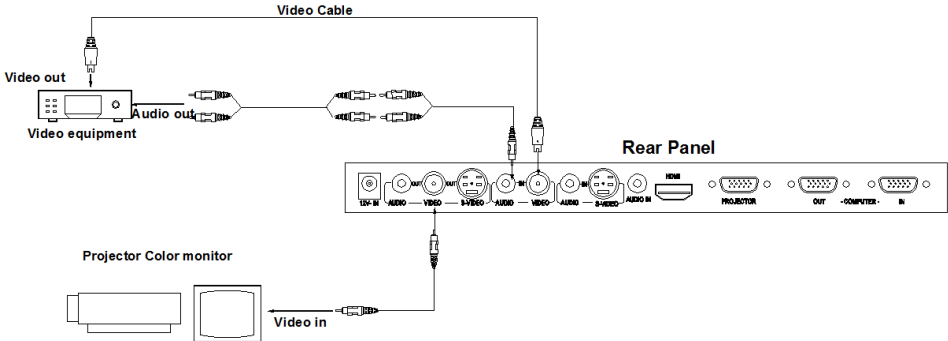 Video Cable
Video out
Audio out
Video equipment
Rear Panel
HDMI
OUT OUT IN IN
12V- IN AUDIO VIDEO S-VIDEO AUDIO VIDEO AUDIO S-VIDEO AUDIO IN PROJECTOR OUT - COMPUTER - IN
Projector Color monitor
Video in